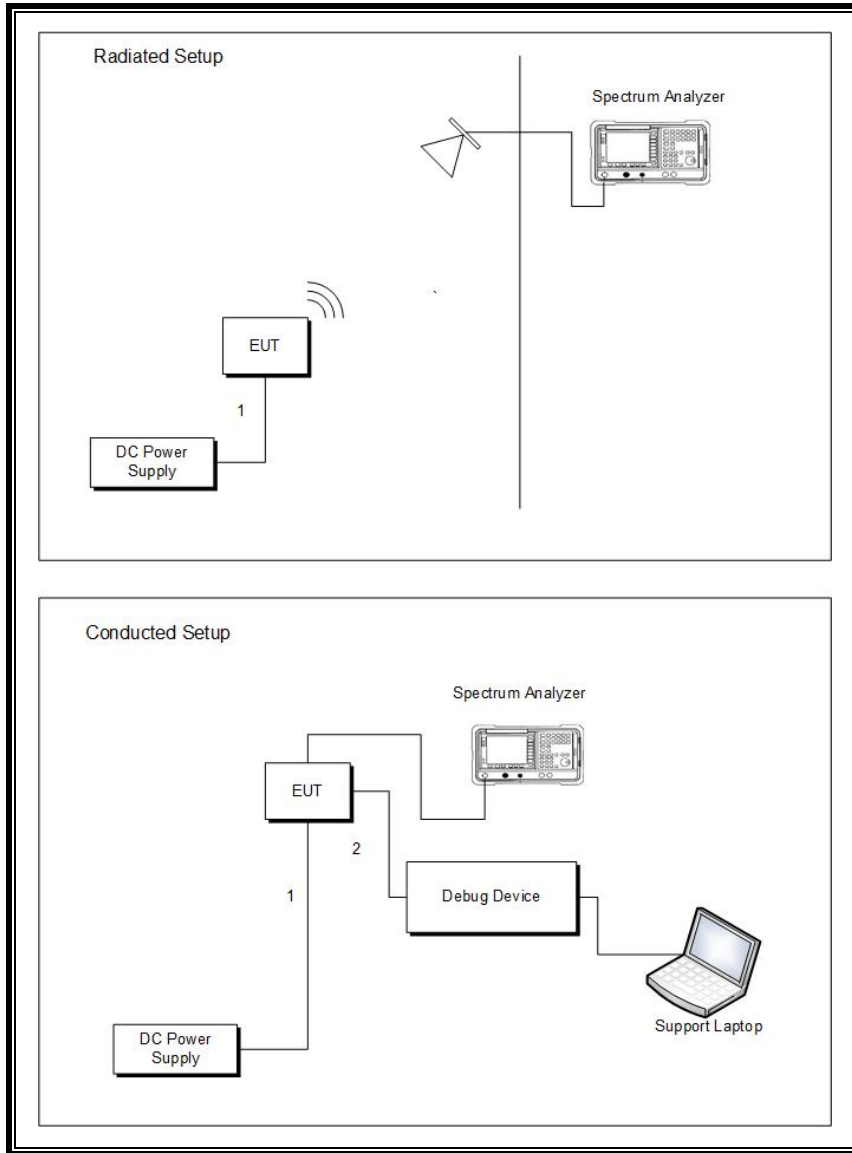 Radiated Setup
Spectrum Analyzer
EUT
1
DC Power
Supply
Conducted Setup
Spectrum Analyzer
EUT
2
1
Debug Device
Support Laptop
DC Power
Supply